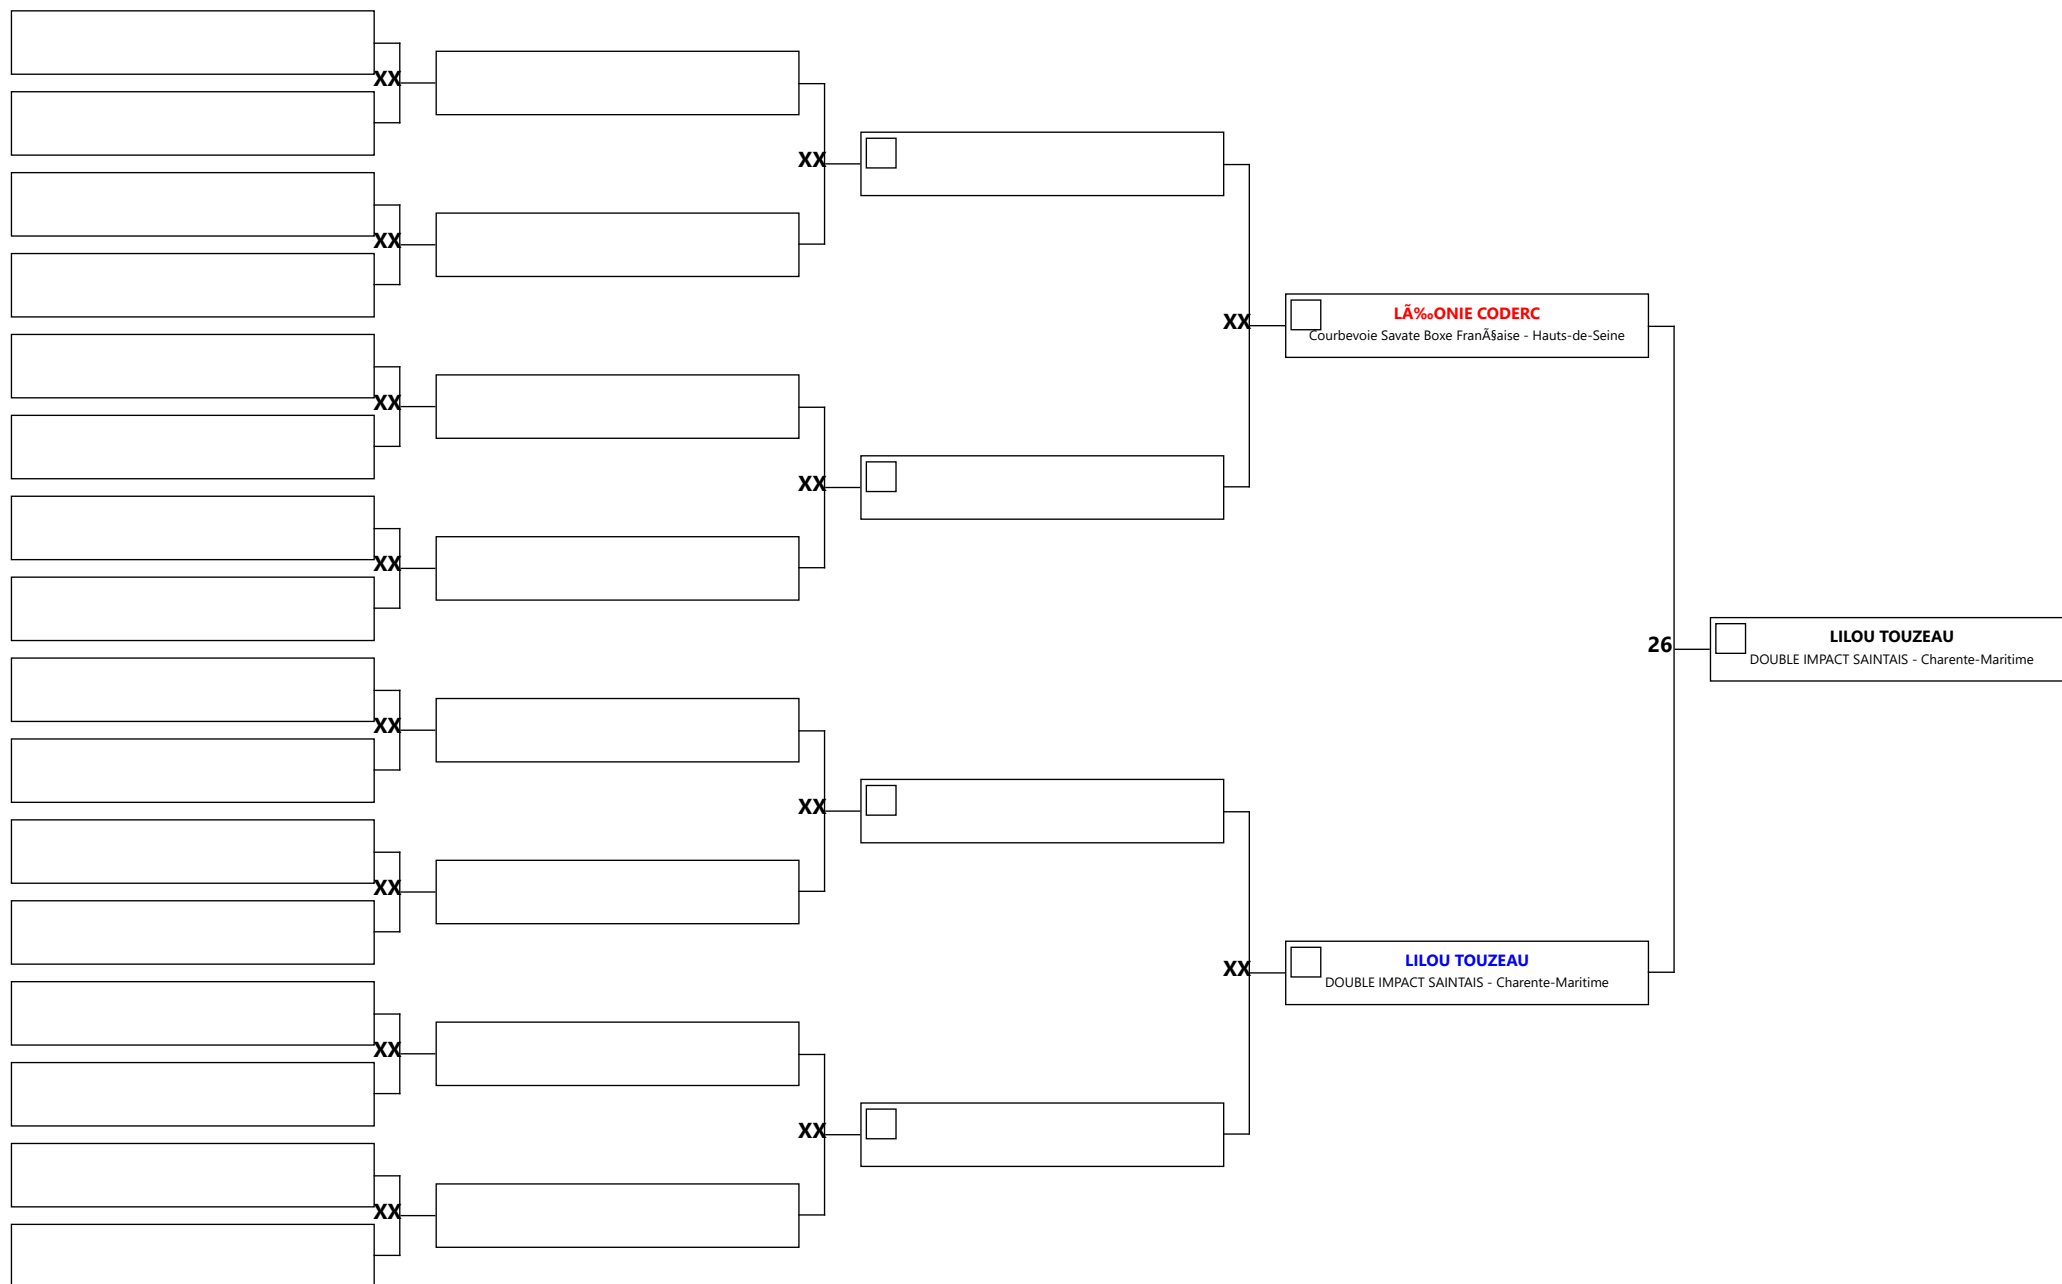 XX
XX
XX
XX
XX
XX
XX
LÃ‰ONIE CODERC
Courbevoie Savate Boxe FranÃ§aise - Hauts-de-Seine
26
LILOU TOUZEAU
DOUBLE IMPACT SAINTAIS - Charente-Maritime
XX
XX
XX
XX
XX
XX
XX
LILOU TOUZEAU
DOUBLE IMPACT SAINTAIS - Charente-Maritime